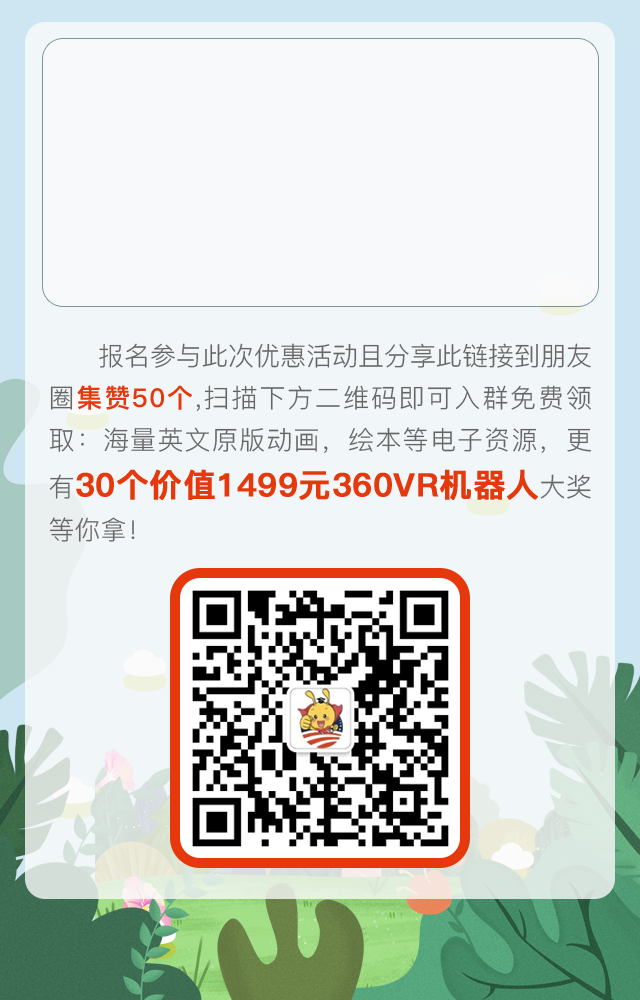 报名参与此次优惠活动且分享此链接到朋友
圈集赞50个,扫描下方二维码即可入群免费领
取：海量英文原版动画，绘本等电子资源，更
有30个价值1499元360VR机器人大奖
等你拿！